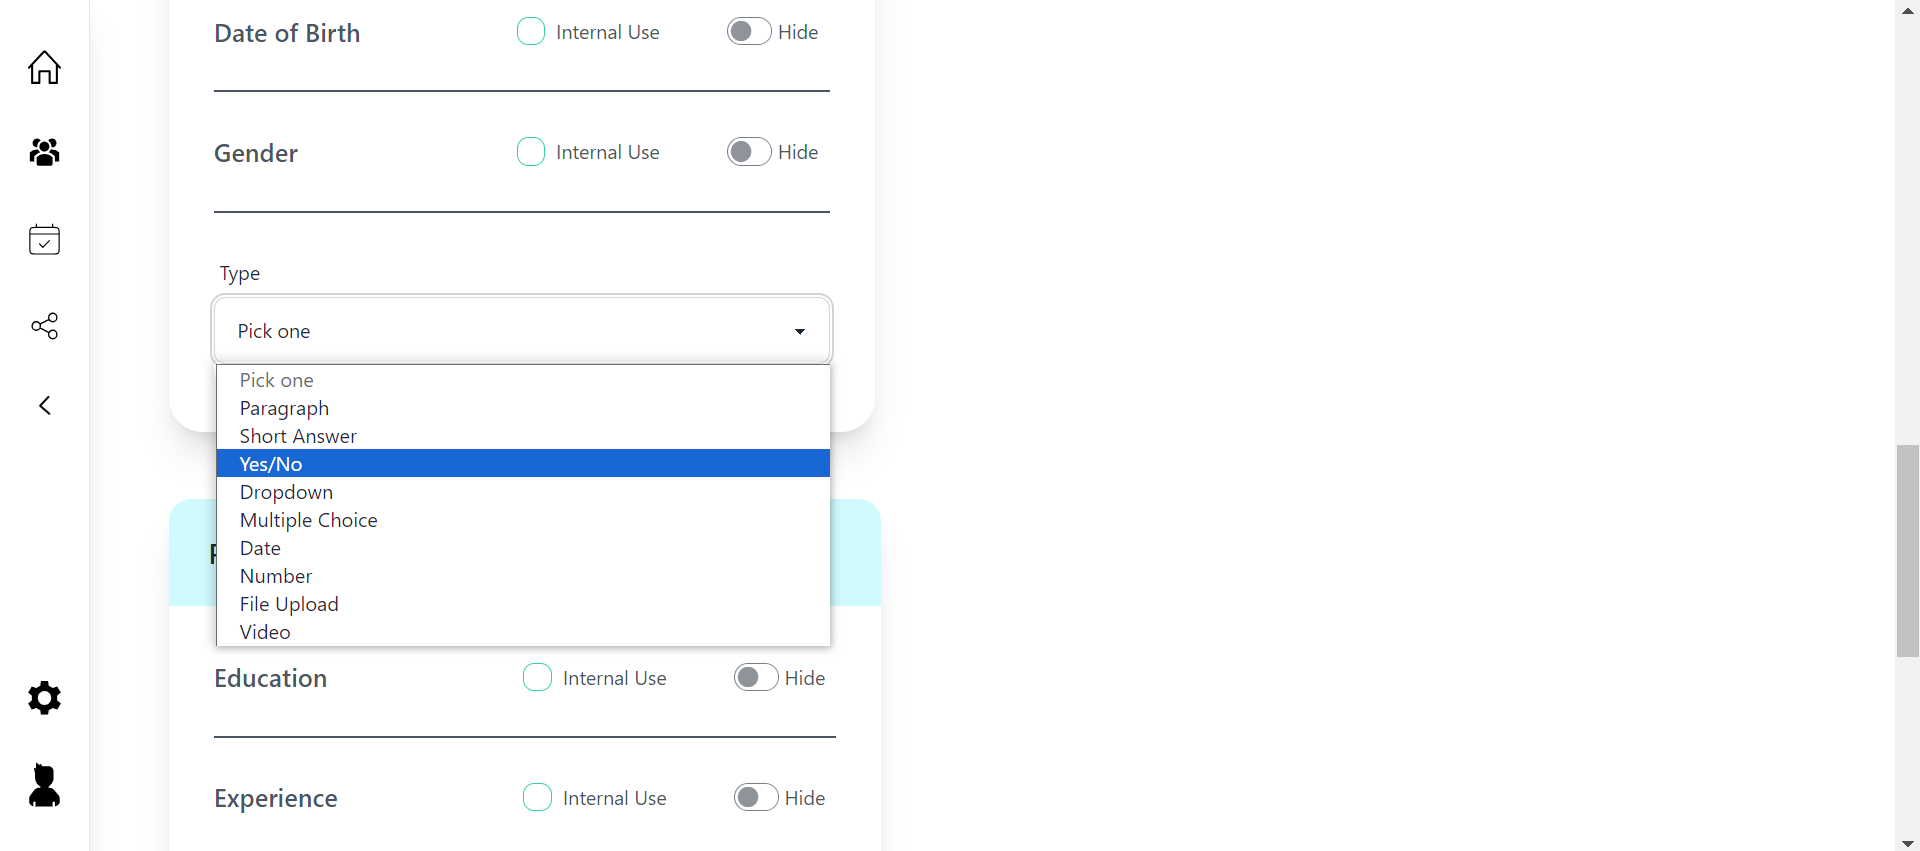 Date of Birth Internal Use Hide
Gender Internal Use Hide
Type
Pick one
Pick one
Paragraph
Short Answer
Yes/No
Dropdown
Multiple Choice
Date
Number
File Upload
Video
Education Internal Use Hide
Experience Internal Use Hide